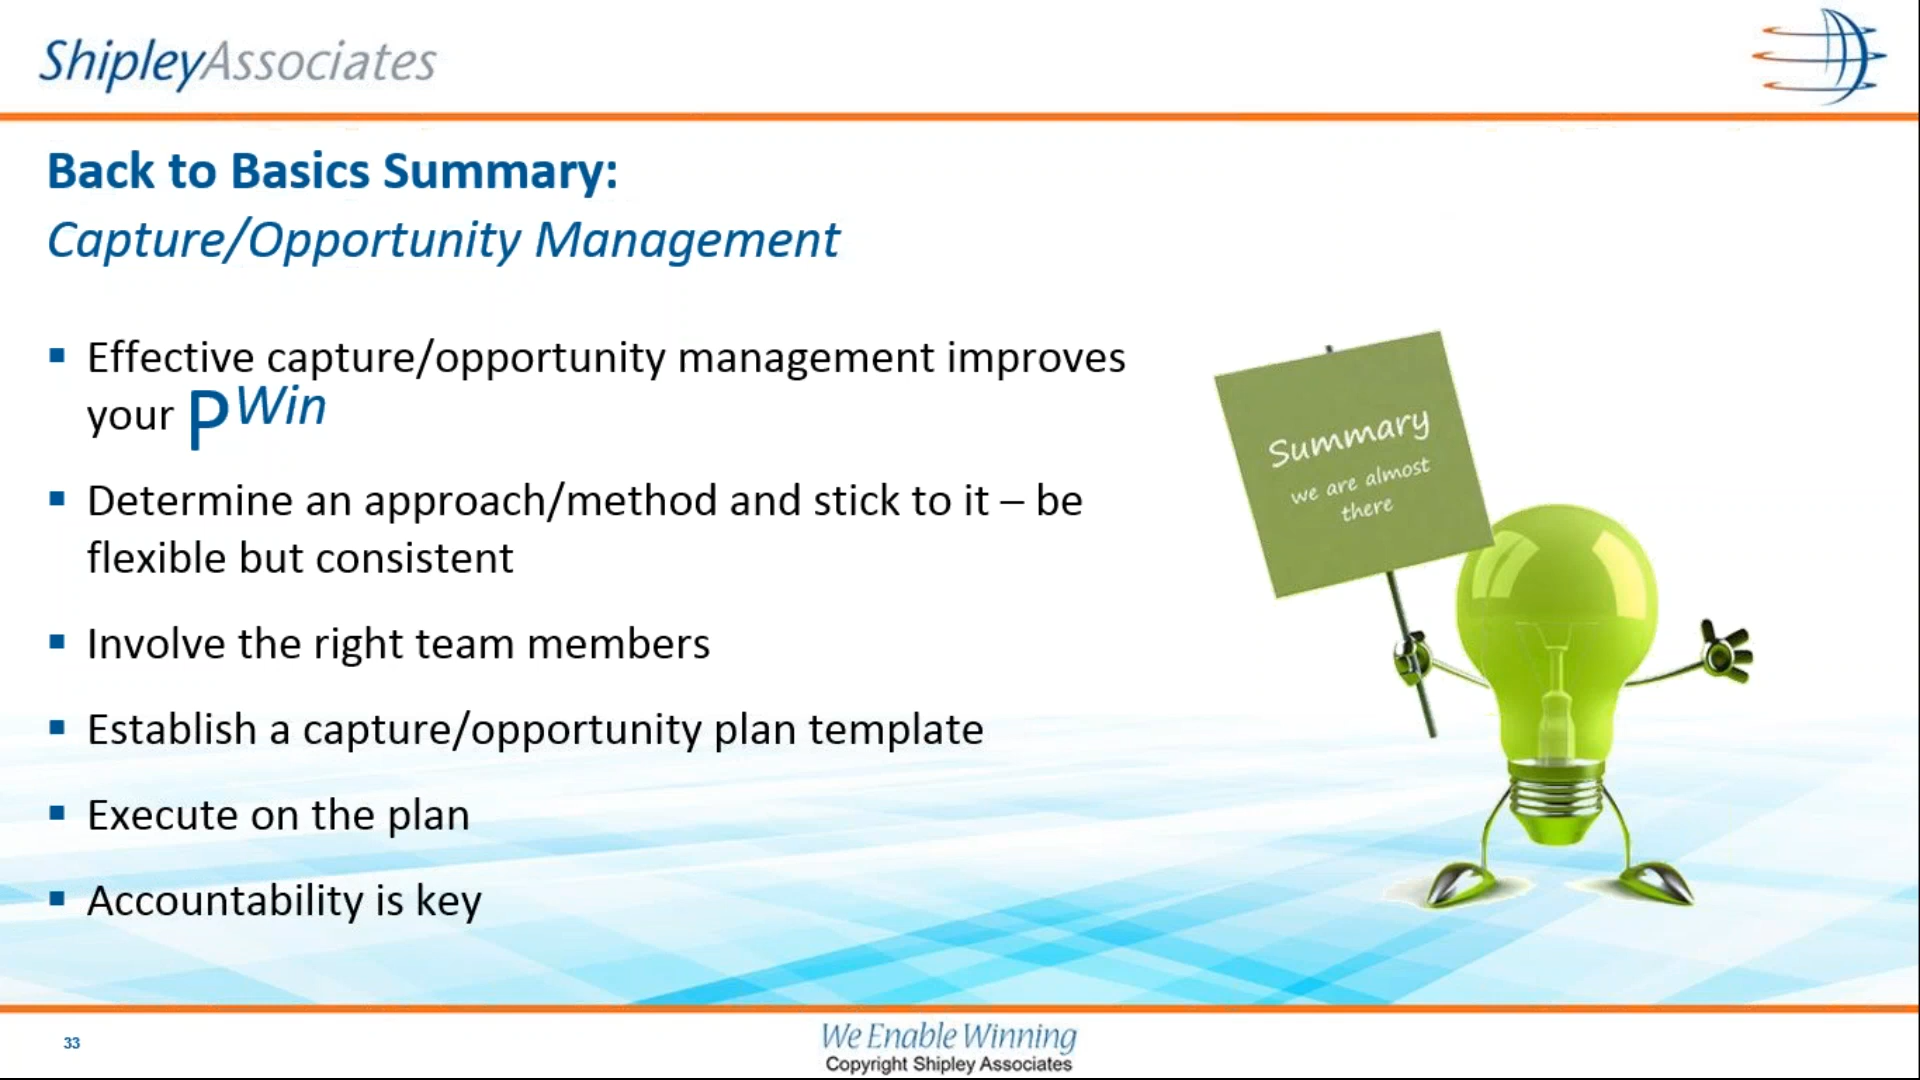 ShipleyAssociates
Back to Basics Summary:
Capture/Opportunity Management
▪ Effective capture/opportunity management improves
your PWin
▪ Determine an approach/method and stick to it – be
flexible but consistent
▪ Involve the right team members
▪ Establish a capture/opportunity plan template
▪ Execute on the plan
▪ Accountability is key
Summary
we are almost
there
33
We Enable Winning
Copyright Shipley Associates